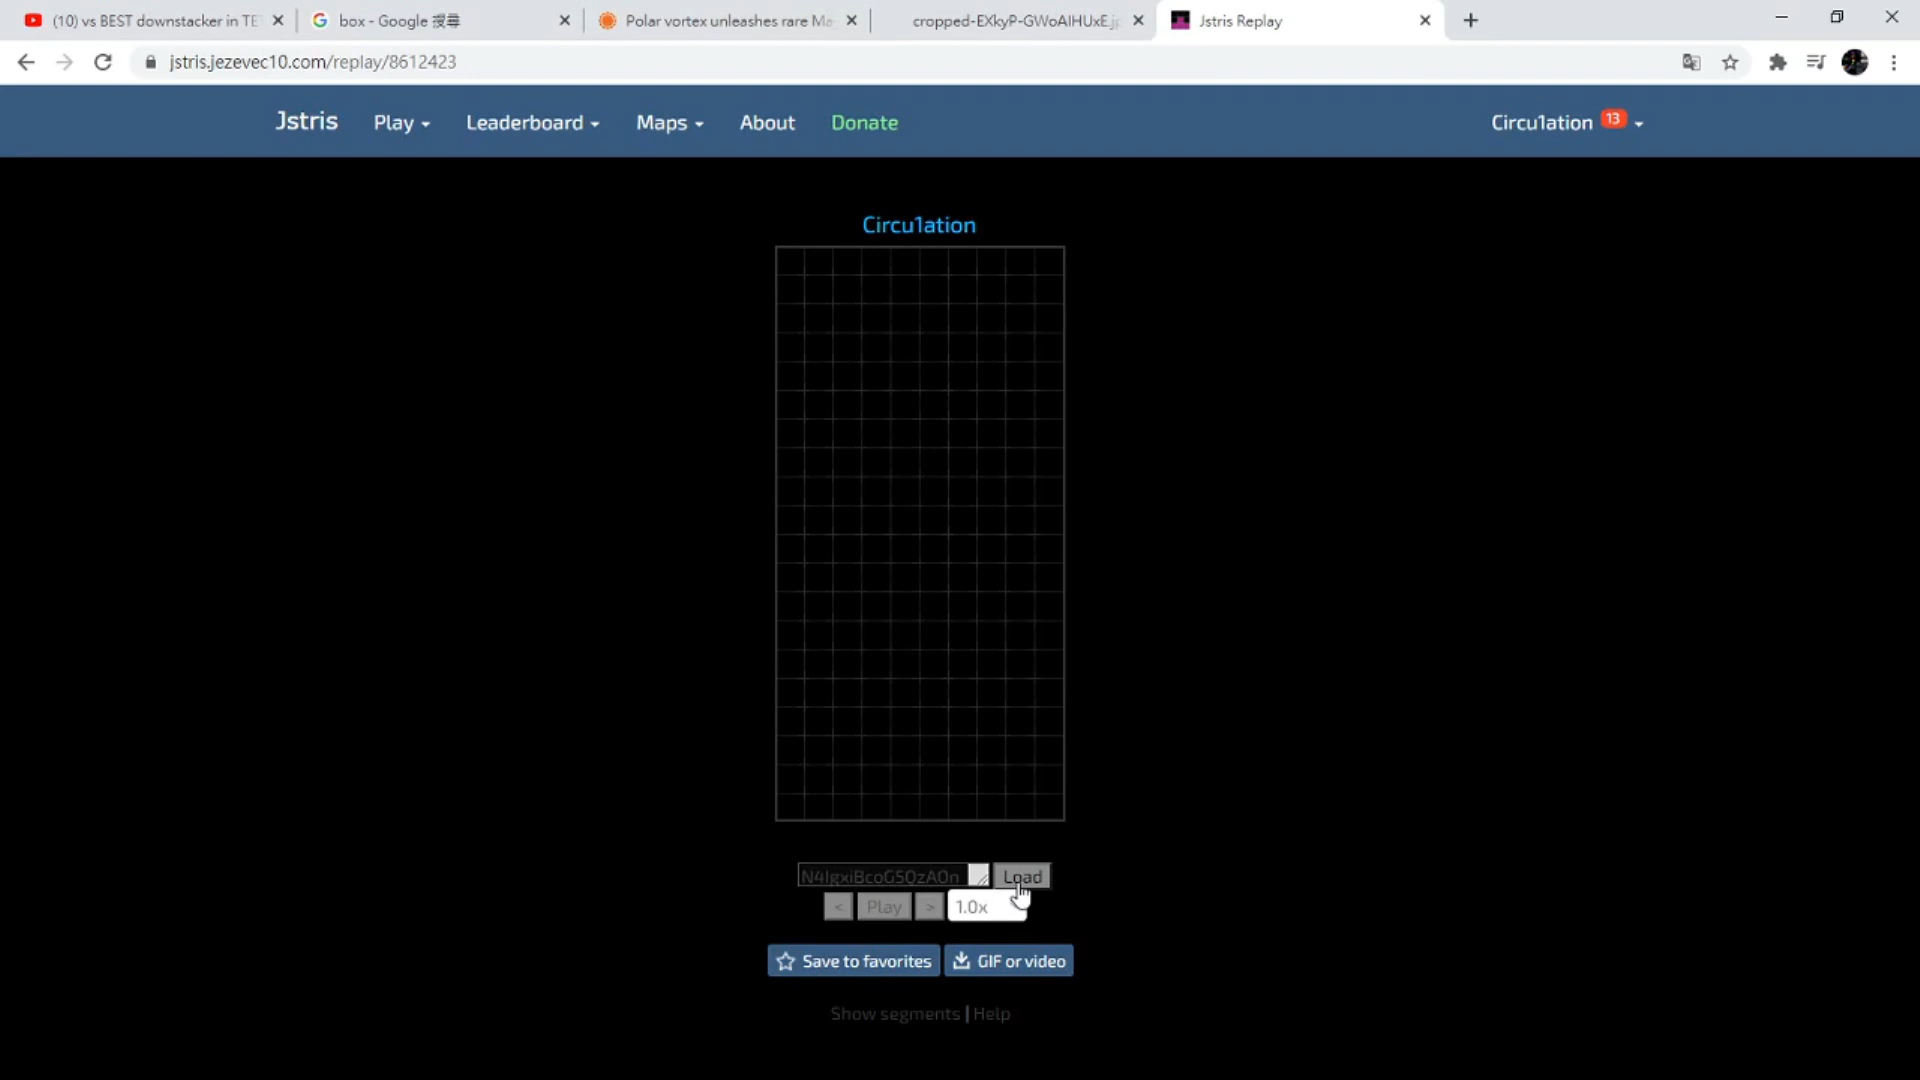 (10) vs BEST downstacker in TE
box - Google 搜尋
Polar vortex unleashes rare Ma
cropped-EXkyP-GWoAIHUxE.j
Jstris Replay
jstris.jezevec10.com/replay/8612423
Jstris Play Leaderboard Maps About Donate Circu1ation 13
Circu1ation
N4IgxiBcoG5QzAOn Load
< Play > 1.0x
Save to favorites GIF or video
Show segments | Help